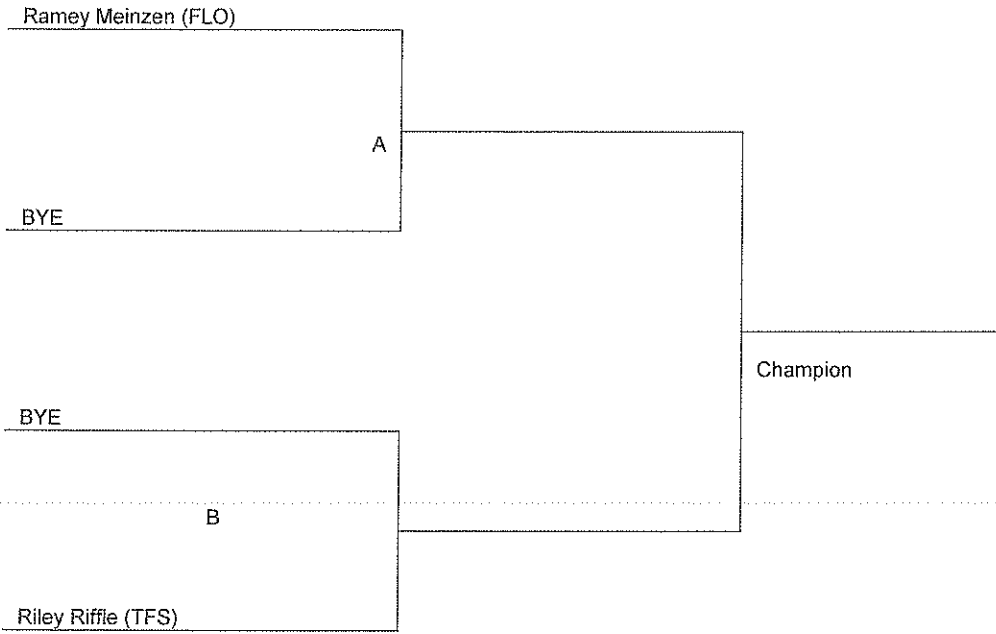 Ramey Meinzen (FLO)
A
BYE
Champion
BYE
B
Riley Riffle (TFS)